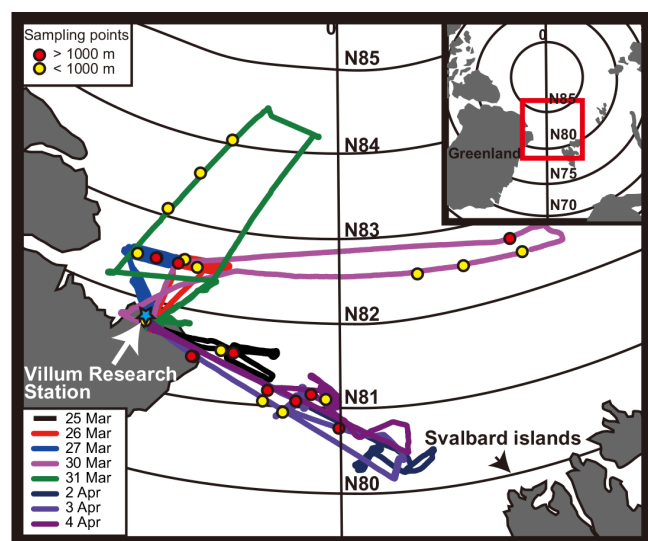 Sampling points
> 1000 m
< 1000 m
0
N85
N84
N83
N82
N81
N80
0
N85
N80
N75
N70
Greenland
Villum Research
Station
Svalbard islands
25 Mar
26 Mar
27 Mar
30 Mar
31 Mar
2 Apr
3 Apr
4 Apr